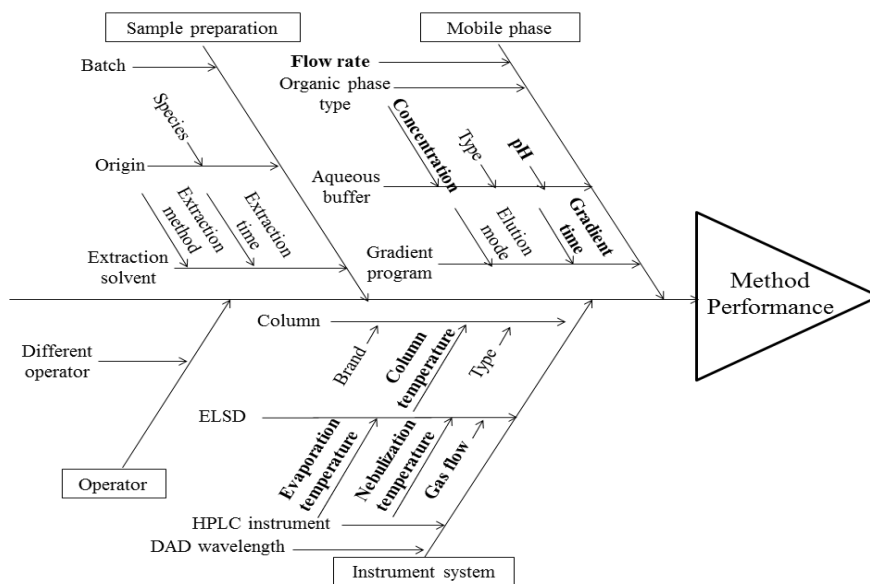 Sample preparation
Mobile phase
Batch
Species
Origin
Extraction
method
Extraction
time
Extraction
solvent
Flow rate
Organic phase
type
Concentration
Type
pH
Aqueous
buffer
Elution
mode
Gradient
time
Gradient
program
Method
Performance
Different
operator
Operator
Column
Brand
Column
temperature
Type
ELSD
Evaporation
temperature
Nebulization
temperature
Gas flow
HPLC instrument
DAD wavelength
Instrument system